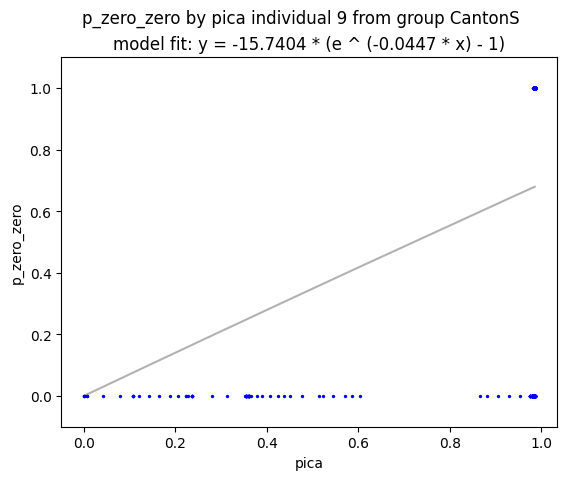 p_zero_zero by pica individual 9 from group CantonS
model fit: y = -15.7404 * (e ^ (-0.0447 * x) - 1)
1.0
0.8
0.6
0.4
0.2
0.0
p_zero_zero
0.0 0.2 0.4 0.6 0.8 1.0
pica